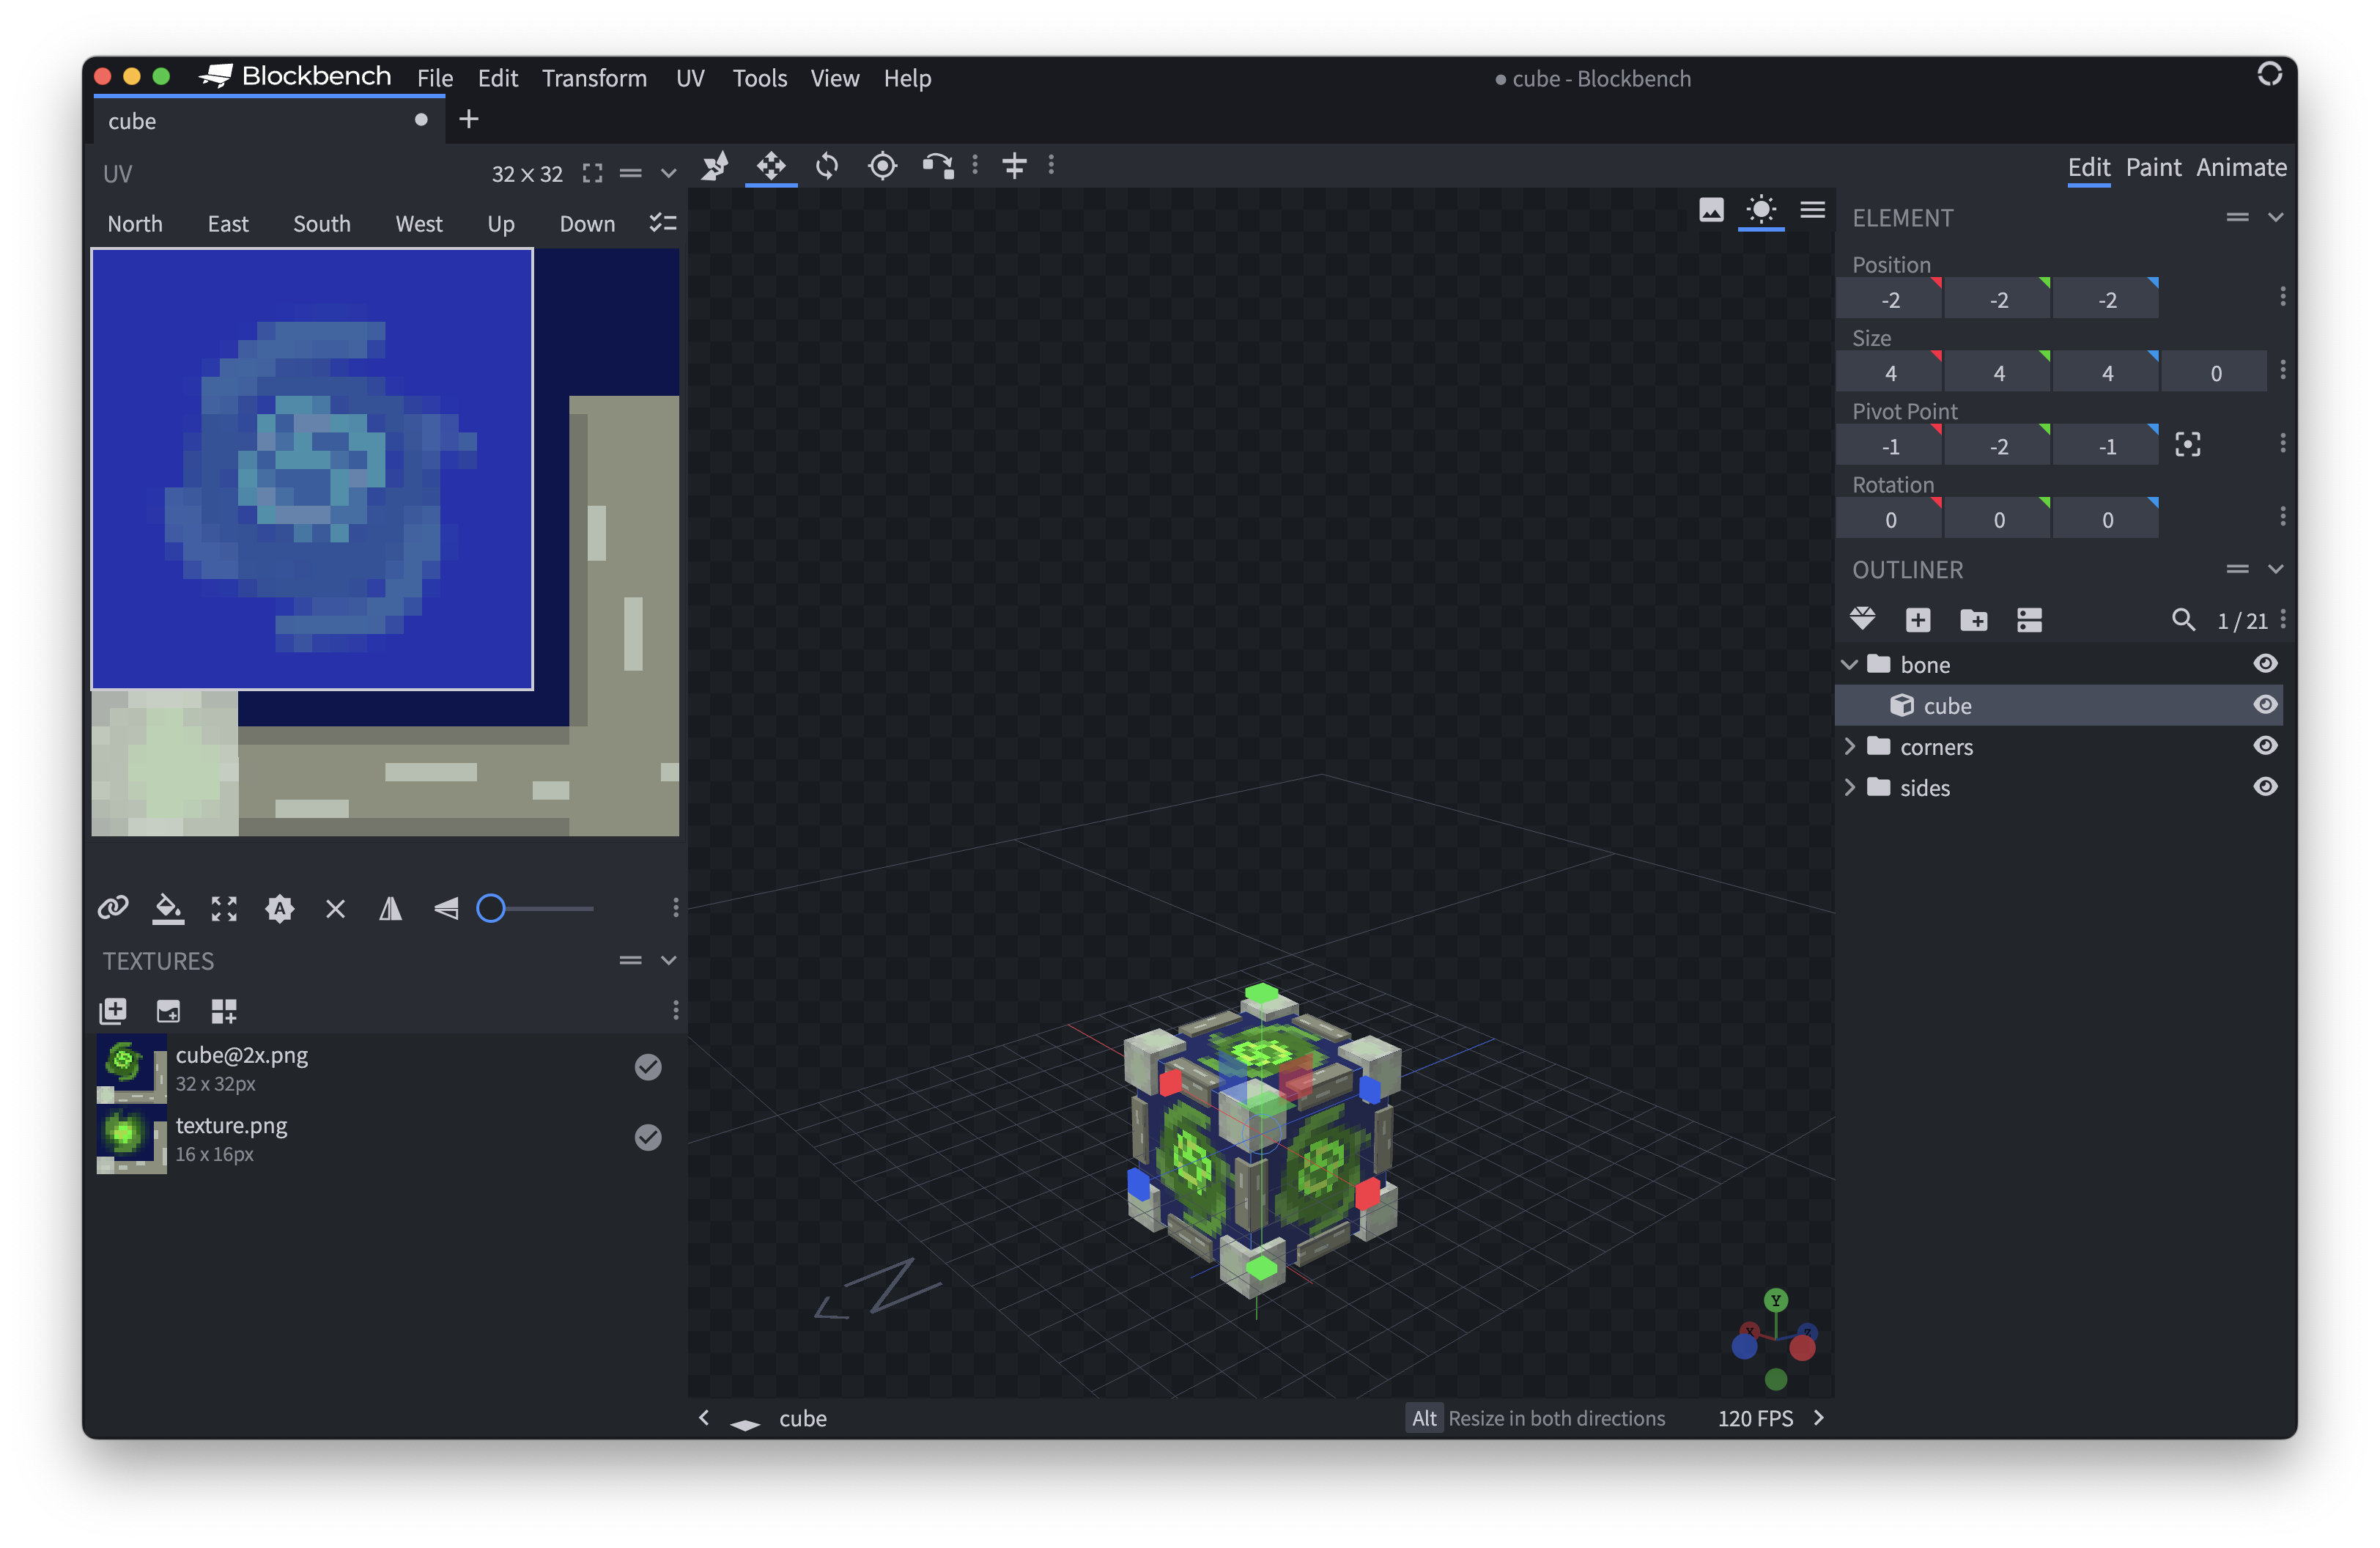 Blockbench File Edit Transform UV Tools View Help
● cube - Blockbench
cube
UV 32 x 32
North East South West Up Down
Edit Paint Animate
ELEMENT
Position
-2 -2 -2
Size
4 4 4 0
Pivot Point
-1 -2 -1
Rotation
0 0 0
OUTLINER
1 / 21
bone
cube
corners
sides
A
TEXTURES
cube@2x.png
32 x 32px
texture.png
16 x 16px
N
Y
X Z
cube
Alt Resize in both directions 120 FPS